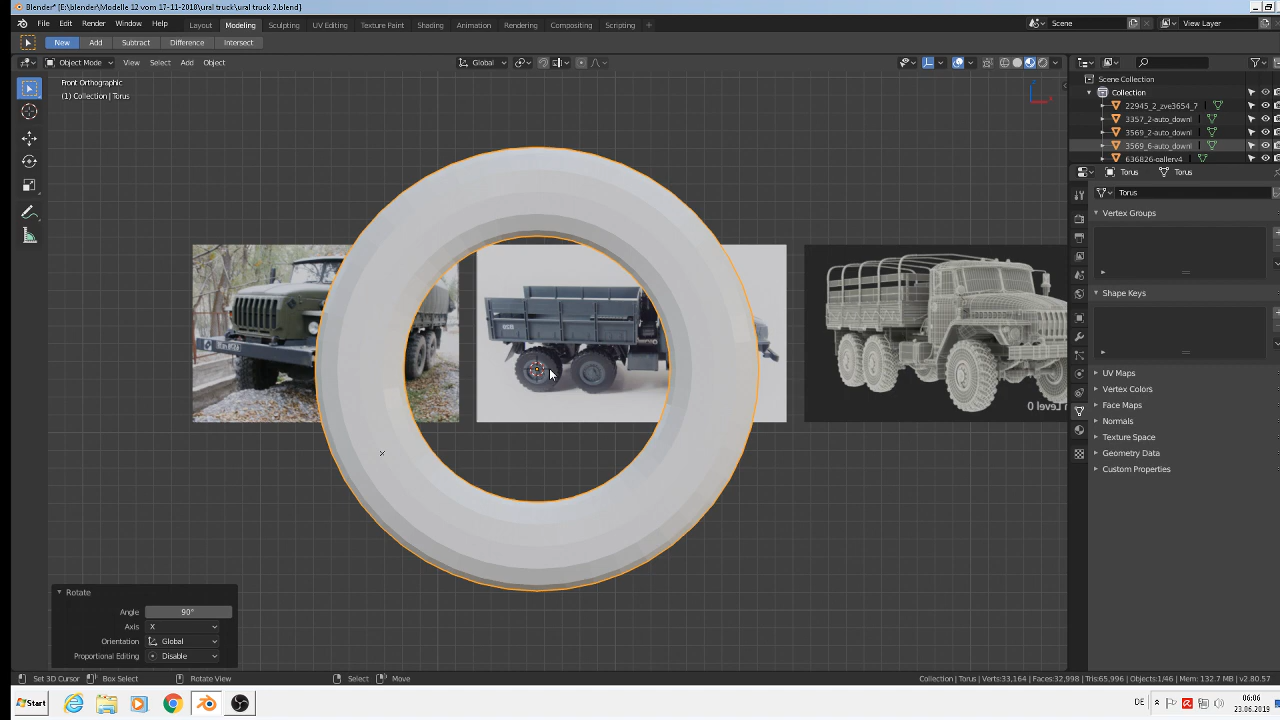 Blender* [E:\blender\Modelle 12 vom 17-11-2018\ural truck\ural truck 2.blend]
File Edit Render Window Help Layout Modeling Sculpting UV Editing Texture Paint Shading Animation Rendering Compositing Scripting + Scene View Layer
New Add Subtract Difference Intersect
Object Mode View Select Add Object Global
Front Orthographic
(1) Collection | Torus
Scene Collection
Collection
22945_2_zve3654_7
3357_2-auto_downl
3569_2-auto_downl
3569_6-auto_downl
636826-gallery4
Torus Torus
Torus
Vertex Groups
Shape Keys
UV Maps
Vertex Colors
Face Maps
Normals
Texture Space
Geometry Data
Custom Properties
Rotate
Angle 90°
Axis X
Orientation Global
Proportional Editing Disable
Set 3D Cursor Box Select Rotate View Select Move Collection | Torus | Verts:33,164 | Faces:32,998 | Tris:65,996 | Objects:1/46 | Mem: 132.7 MB | v2.80.57
Start DE 06:06
23.06.2019